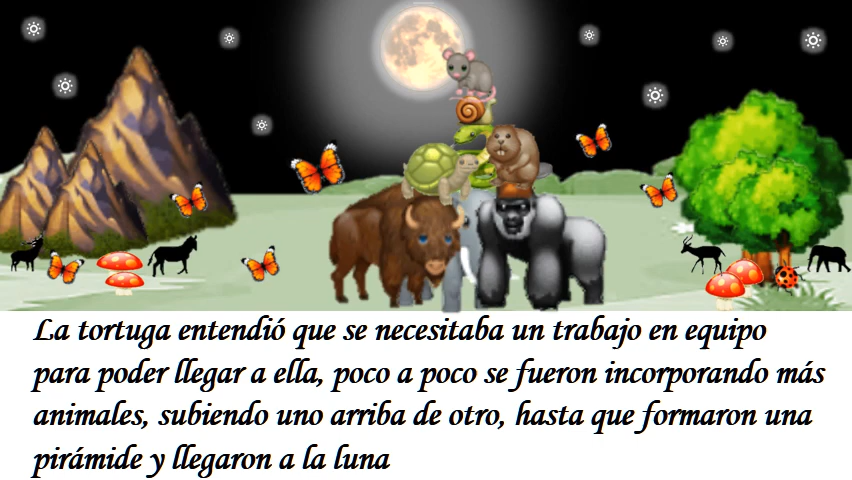 La tortuga entendió que se necesitaba un trabajo en equipo
para poder llegar a ella, poco a poco se fueron incorporando más
animales, subiendo uno arriba de otro, hasta que formaron una
pirámide y llegaron a la luna